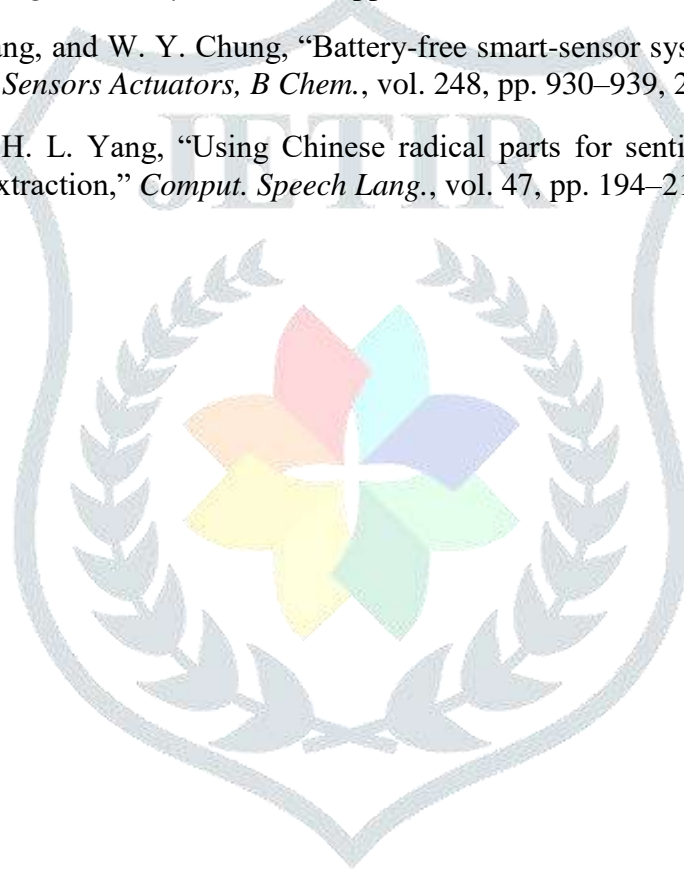 ang, and W. Y. Chung, “Battery-free smart-sensor sys
Sensors Actuators, B Chem., vol. 248, pp. 930–939, 2
H. L. Yang, “Using Chinese radical parts for senti
xtraction,” Comput. Speech Lang., vol. 47, pp. 194–21
JETIR